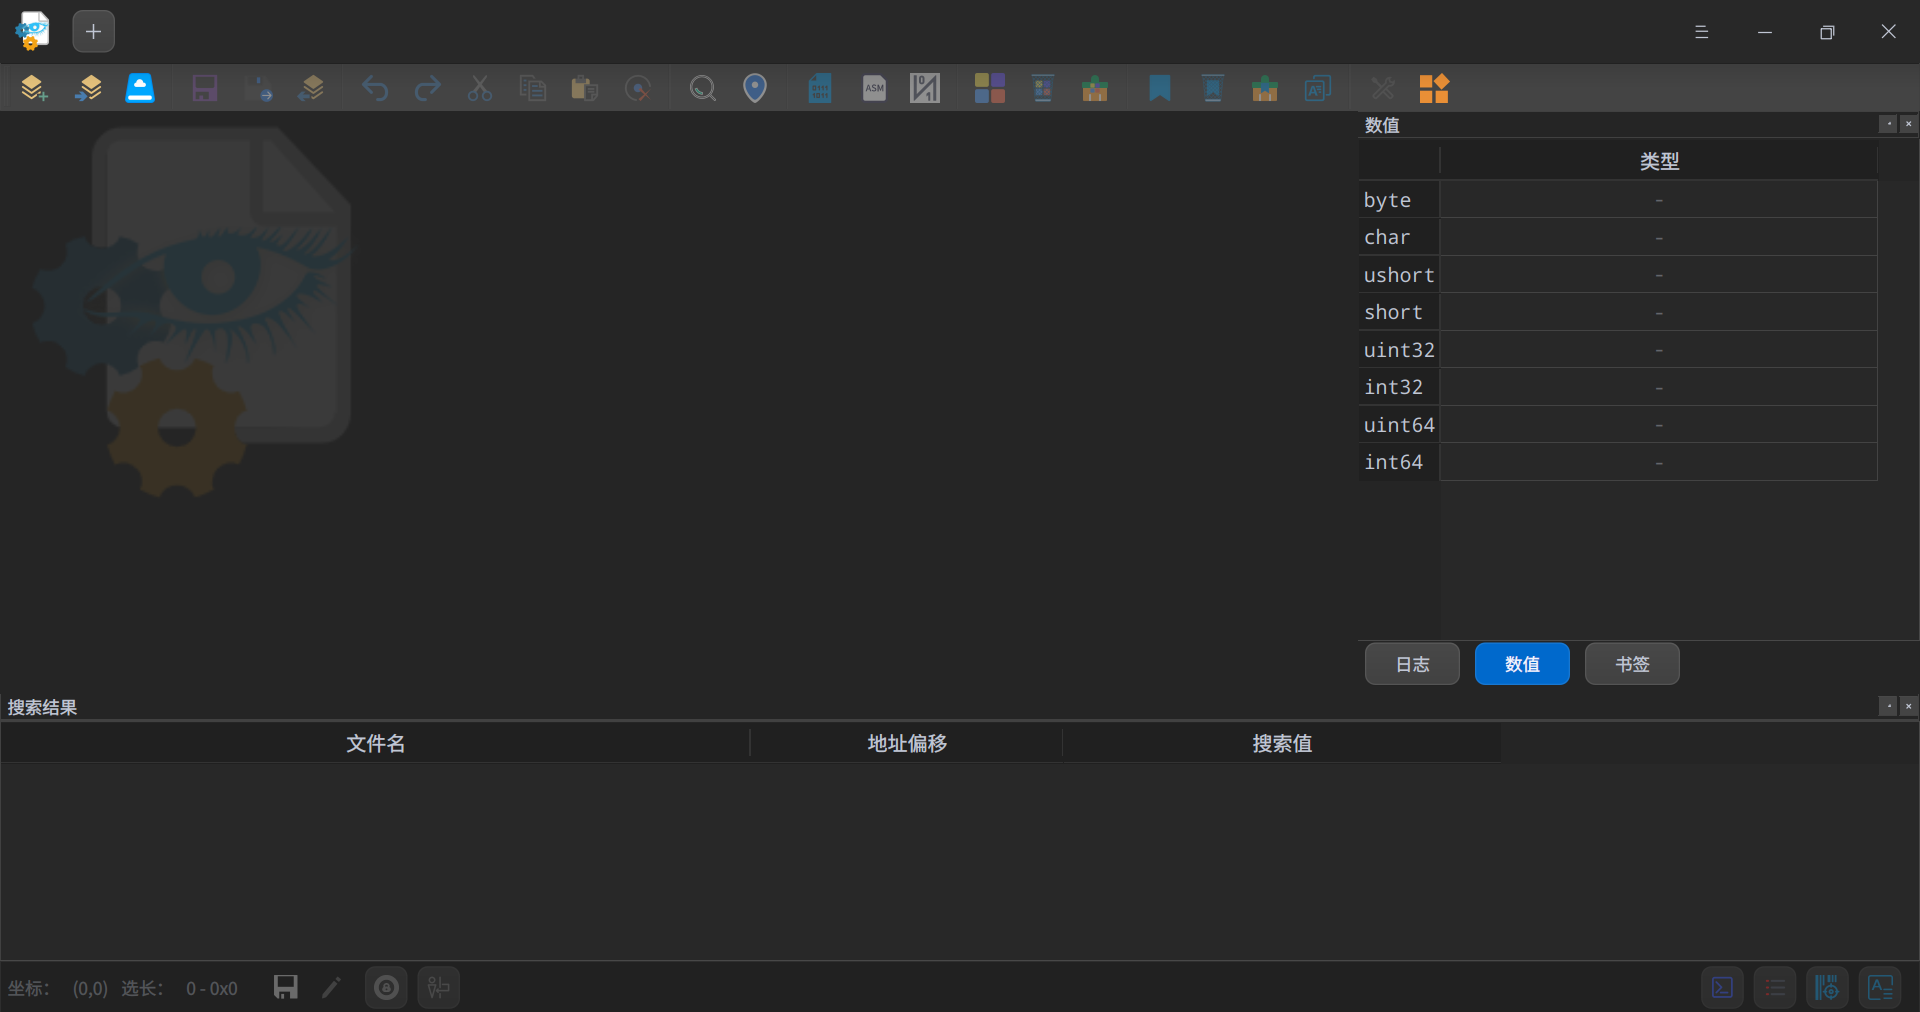 ASM
数值
类型
byte -
char -
ushort -
short -
uint32 -
int32 -
uint64 -
int64 -
日志 数值 书签
搜索结果
文件名 地址偏移 搜索值
坐标: (0,0) 选长: 0 - 0x0